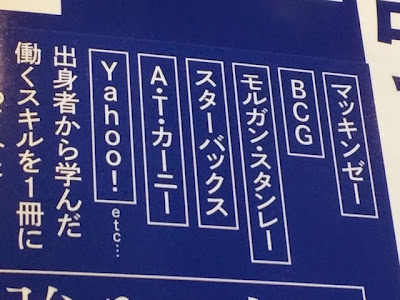 マッキンゼー
BCG
モルガン・スタンレー
スターバックス
A・T・カーニー
Yahoo!
etc…
出身者から学んだ
働くスキルを1冊に